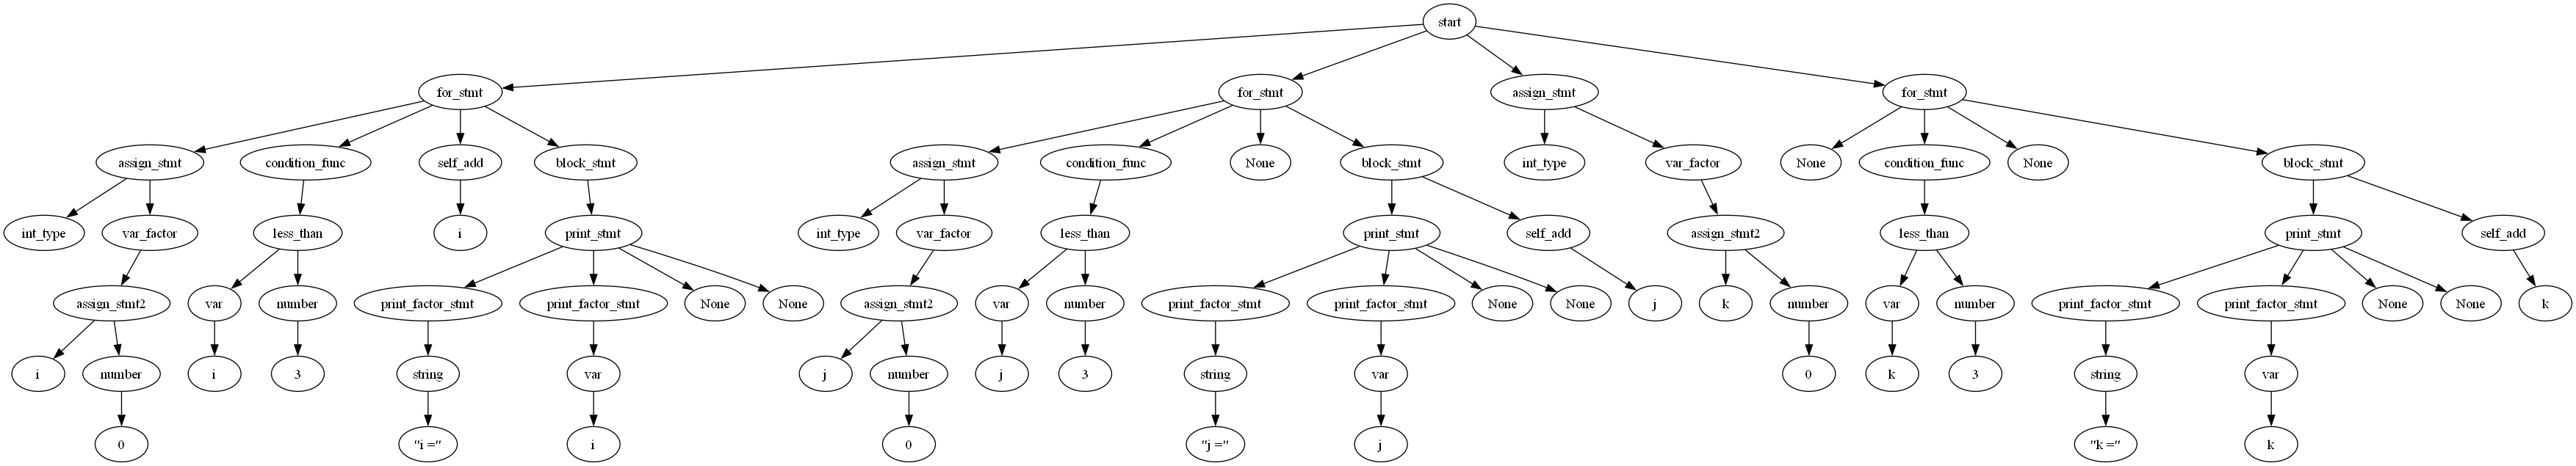 start
for_stmt for_stmt assign_stmt for_stmt
assign_stmt condition_func self_add block_stmt assign_stmt condition_func None block_stmt int_type var_factor None condition_func None block_stmt
int_type var_factor less_than i print_stmt int_type var_factor less_than print_stmt self_add assign_stmt2 less_than print_stmt self_add
assign_stmt2 var number print_factor_stmt print_factor_stmt None None assign_stmt2 var number print_factor_stmt print_factor_stmt None None j k number var number print_factor_stmt print_factor_stmt None None k
i number i 3 string var j number j 3 string var 0 k 3 string var
0 "i =" i 0 "j =" j "k =" k